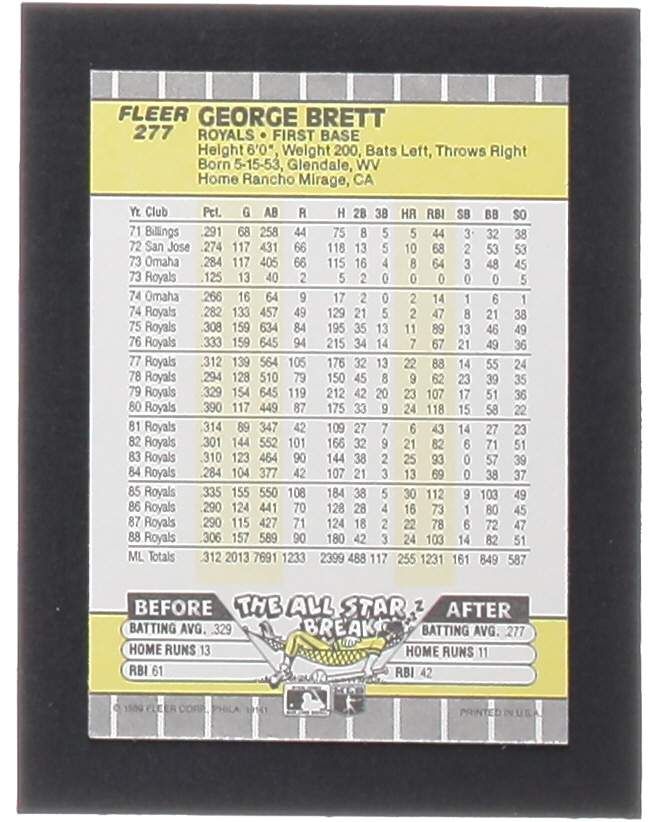 FLEER
277
GEORGE BRETT
ROYALS • FIRST BASE
Height 6'0", Weight 200, Bats Left, Throws Right
Born 5-15-53, Glendale, WV
Home Rancho Mirage, CA
Yr. Club Pct. G AB R H 2B 3B HR RBI SB BB SO
71 Billings .291 68 258 44 75 8 5 5 44 3 32 38
72 San Jose .274 117 431 66 118 13 5 10 68 2 53 53
73 Omaha .284 117 405 66 115 16 4 8 64 3 48 45
73 Royals .125 13 40 2 5 2 0 0 0 0 0 5
74 Omaha .266 16 64 9 17 2 0 2 14 1 6 1
74 Royals .282 133 457 49 129 21 5 2 47 8 21 38
75 Royals .308 159 634 84 195 35 13 11 89 13 46 49
76 Royals .333 159 645 94 215 34 14 7 67 21 49 36
77 Royals .312 139 564 105 176 32 13 22 88 14 55 24
78 Royals .294 128 510 79 150 45 8 9 62 23 39 35
79 Royals .329 154 645 119 212 42 20 23 107 17 51 36
80 Royals .390 117 449 87 175 33 9 24 118 15 58 22
81 Royals .314 89 347 42 109 27 7 6 43 14 27 23
82 Royals .301 144 552 101 166 32 9 21 82 6 71 51
83 Royals .310 123 464 90 144 38 2 25 93 0 57 39
84 Royals .284 104 377 42 107 21 3 13 69 0 38 37
85 Royals .335 155 550 108 184 38 5 30 112 9 103 49
86 Royals .290 124 441 70 128 28 4 16 73 1 80 45
87 Royals .290 115 427 71 124 18 2 22 78 6 72 47
88 Royals .306 157 589 90 180 42 3 24 103 14 82 51
ML Totals .312 2013 7691 1233 2399 488 117 255 1231 161 849 587
BEFORE THE ALL STAR BREAK AFTER
BATTING AVG. .329 BATTING AVG. .277
HOME RUNS 13 HOME RUNS 11
RBI 61 RBI 42
© 1989 FLEER CORP., PHILA. 19141 PRINTED IN U.S.A.